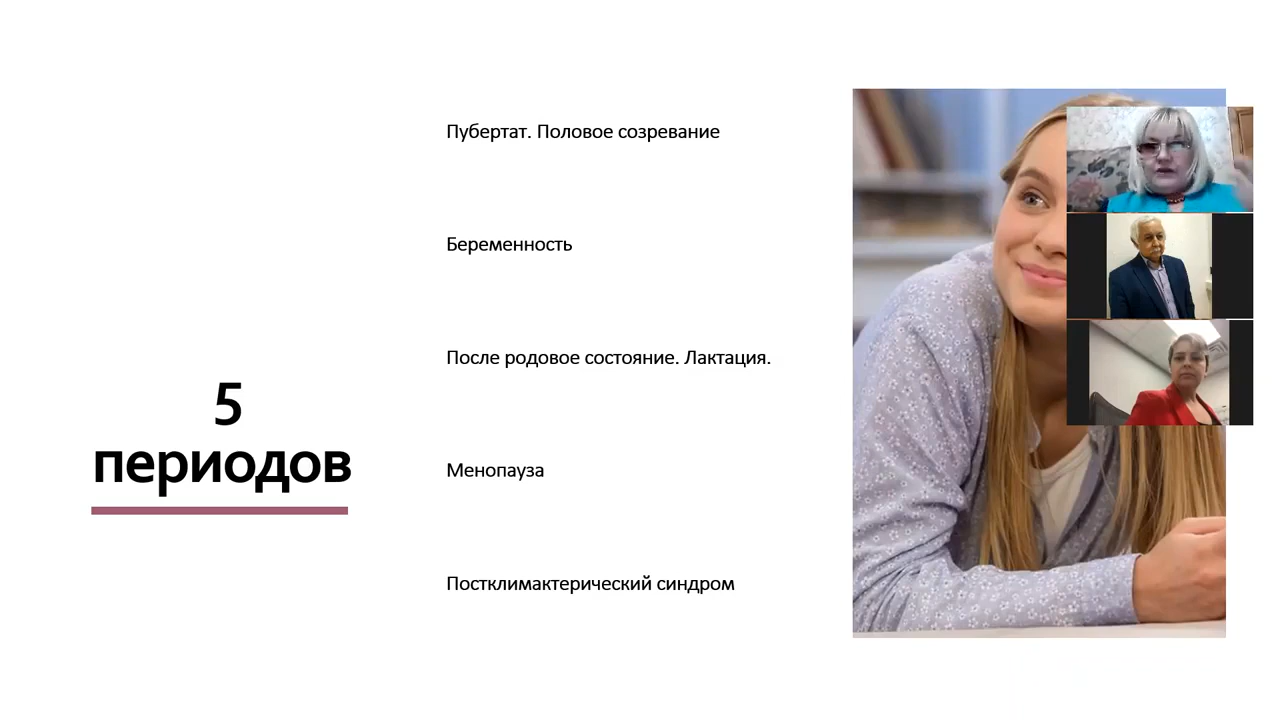 5
периодов
Пубертат. Половое созревание
Беременность
После родовое состояние. Лактация.
Менопауза
Постклимактерический синдром